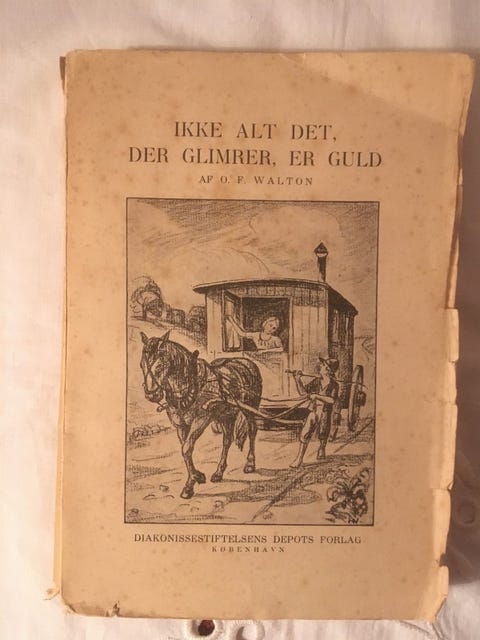 IKKE ALT DET,
DER GLIMRER, ER GULD
AF O. F. WALTON
DIAKONISSESTIFTELSENS DEPOTS FORLAG
KØBENHAVN